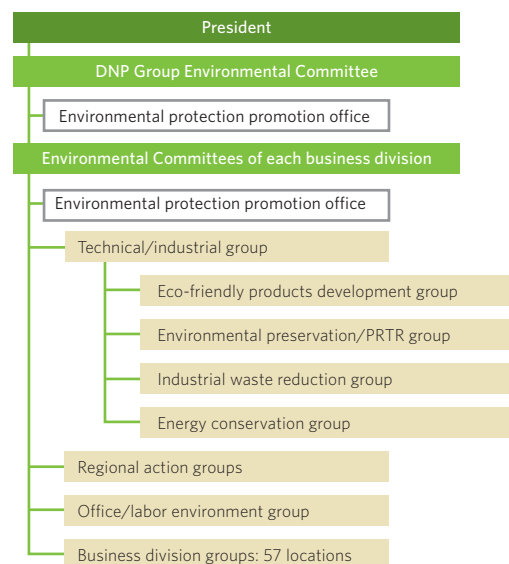 President
DNP Group Environmental Committee
Environmental protection promotion office
Environmental Committees of each business division
Environmental protection promotion office
Technical/industrial group
Eco-friendly products development group
Environmental preservation/PRTR group
Industrial waste reduction group
Energy conservation group
Regional action groups
Office/labor environment group
Business division groups: 57 locations